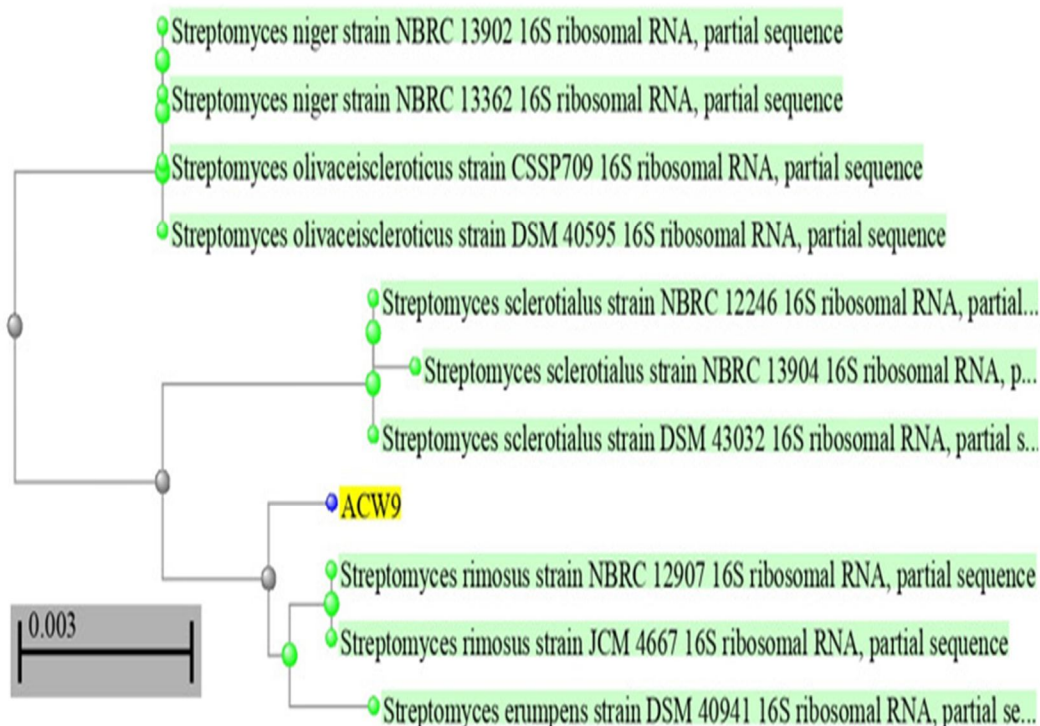 Streptomyces niger strain NBRC 13902 16S ribosomal RNA, partial sequence
Streptomyces niger strain NBRC 13362 16S ribosomal RNA, partial sequence
Streptomyces olivaceiscleroticus strain CSSP709 16S ribosomal RNA, partial sequence
Streptomyces olivaceiscleroticus strain DSM 40595 16S ribosomal RNA, partial sequence
Streptomyces sclerotialus strain NBRC 12246 16S ribosomal RNA, partial...
Streptomyces sclerotialus strain NBRC 13904 16S ribosomal RNA, p...
Streptomyces sclerotialus strain DSM 43032 16S ribosomal RNA, partial s...
ACW9
Streptomyces rimosus strain NBRC 12907 16S ribosomal RNA, partial sequence
0.003
Streptomyces rimosus strain JCM 4667 16S ribosomal RNA, partial sequence
Streptomyces erumpens strain DSM 40941 16S ribosomal RNA, partial se...